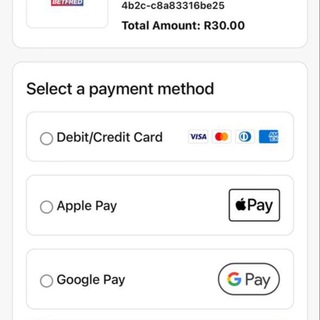 BETFRED
4b2c-c8a83316be25
Total Amount: R30.00
Select a payment method
Debit/Credit Card
VISA
Apple Pay
Pay
Google Pay
G Pay